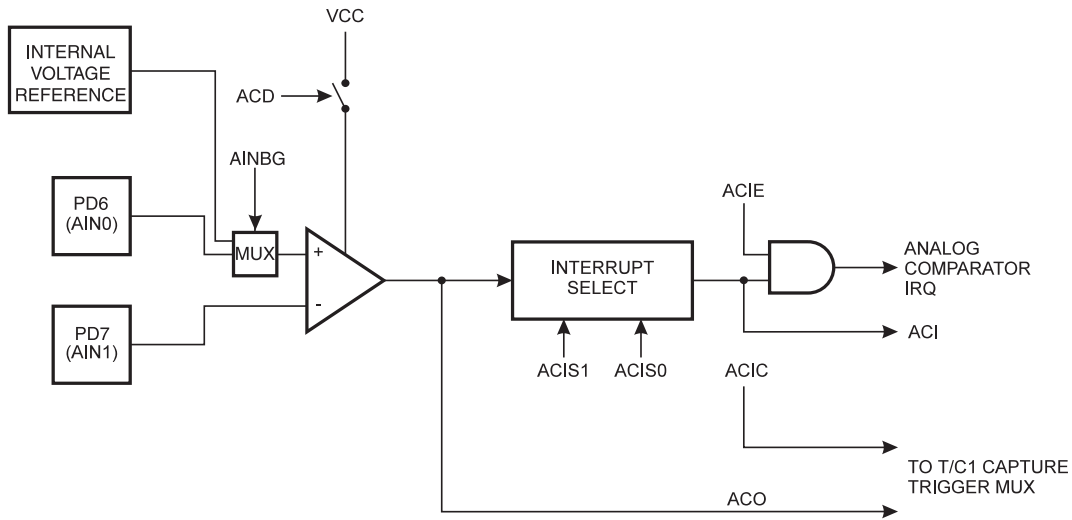 VCC
INTERNAL
VOLTAGE
REFERENCE
ACD
AINBG
PD6
(AIN0)
MUX
+
-
PD7
(AIN1)
INTERRUPT
SELECT
ACIS1
ACIS0
ACIE
ANALOG
COMPARATOR
IRQ
ACI
ACIC
TO T/C1 CAPTURE
TRIGGER MUX
ACO